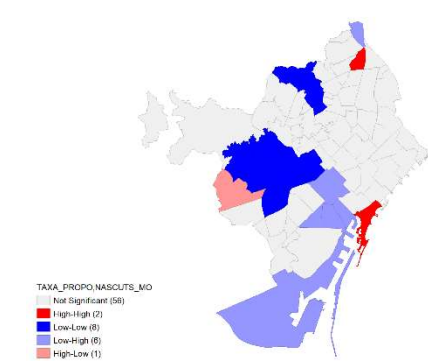 TAXA_PROPO,NASCUTS_MO
Not Significant (56)
High-High (2)
Low-Low (8)
Low-High (6)
High-Low (1)